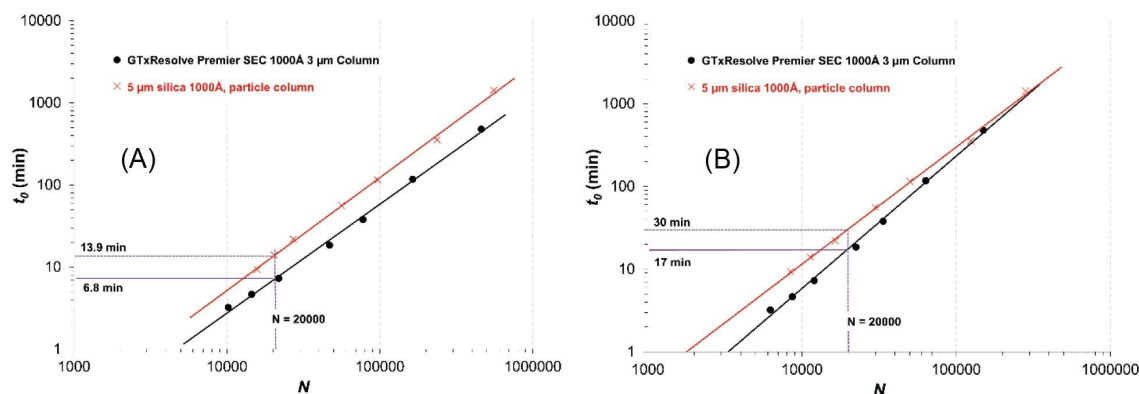 10000
1000
100
10
1
t0 (min)
GTxResolve Premier SEC 1000Å 3 µm Column
5 µm silica 1000Å, particle column
(A)
13.9 min
6.8 min
N = 20000
1000
10000
100000
1000000
N
10000
1000
100
10
1
t0 (min)
GTxResolve Premier SEC 1000Å 3 µm Column
5 µm silica 1000Å, particle column
(B)
30 min
17 min
N = 20000
1000
10000
100000
1000000
N